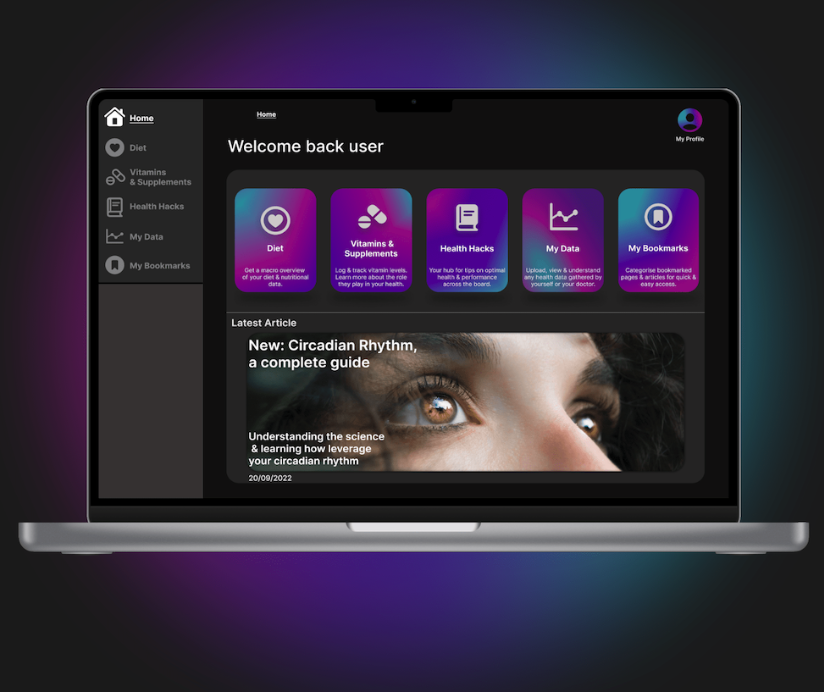 Home
Diet
Vitamins
& Supplements
Health Hacks
My Data
My Bookmarks
Home
My Profile
Welcome back user
Diet
Get a macro overview
of your diet & nutritional
data.
Vitamins &
Supplements
Log & track vitamin levels.
Learn more about the role
they play in your health.
Health Hacks
Your hub for tips on optimal
health & performance
across the board.
My Data
Upload, view & understand
any health data gathered by
yourself or your doctor.
My Bookmarks
Categorise bookmarked
pages & articles for quick &
easy access.
Latest Article
New: Circadian Rhythm,
a complete guide
Understanding the science
& learning how leverage
your circadian rhythm
20/09/2022